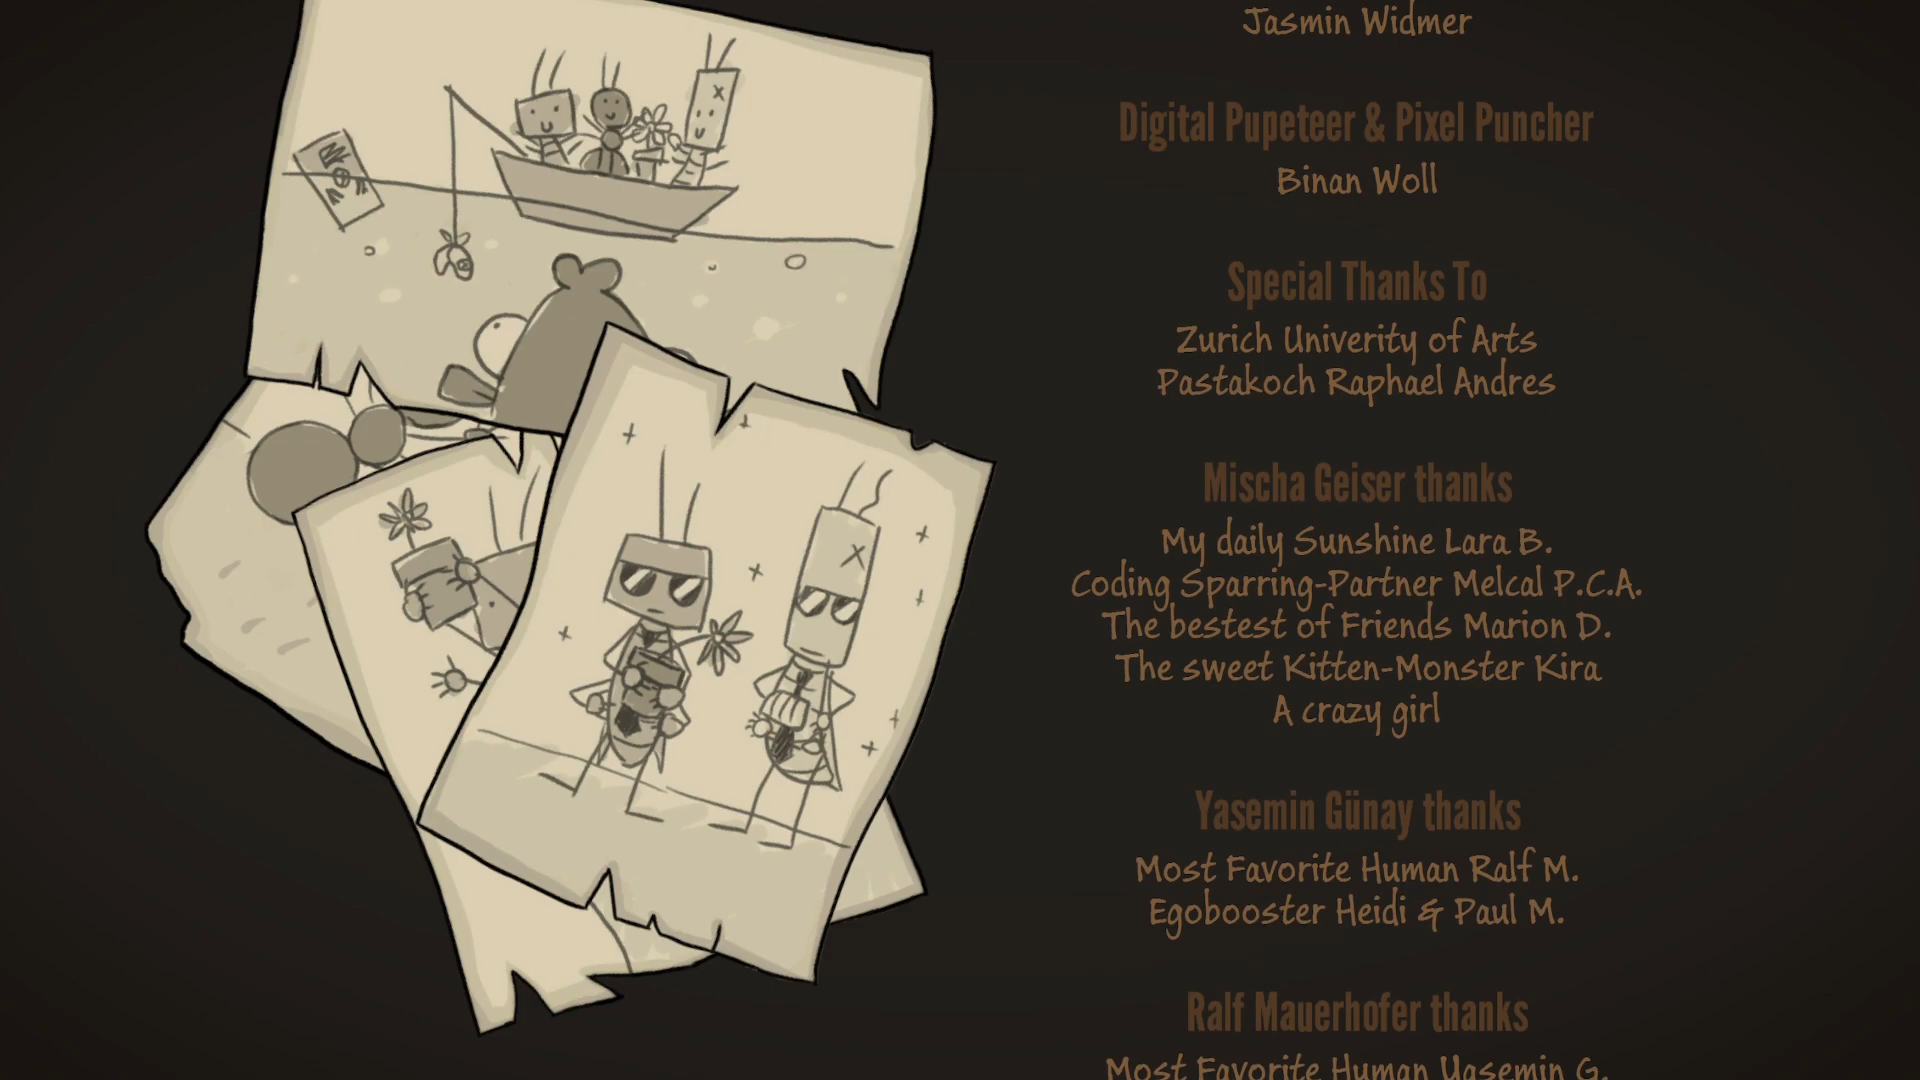 Jasmin Widmer
Digital Pupeteer & Pixel Puncher
Binan Woll
Special Thanks To
Zurich Univerity of Arts
Pastakoch Raphael Andres
Mischa Geiser thanks
My daily Sunshine Lara B.
Coding Sparring-Partner Melcal P.C.A.
The bestest of Friends Marion D.
The sweet Kitten-Monster Kira
A crazy girl
Yasemin Günay thanks
Most Favorite Human Ralf M.
Egobooster Heidi & Paul M.
Ralf Mauerhofer thanks
Most Favorite Human Yasemin G.